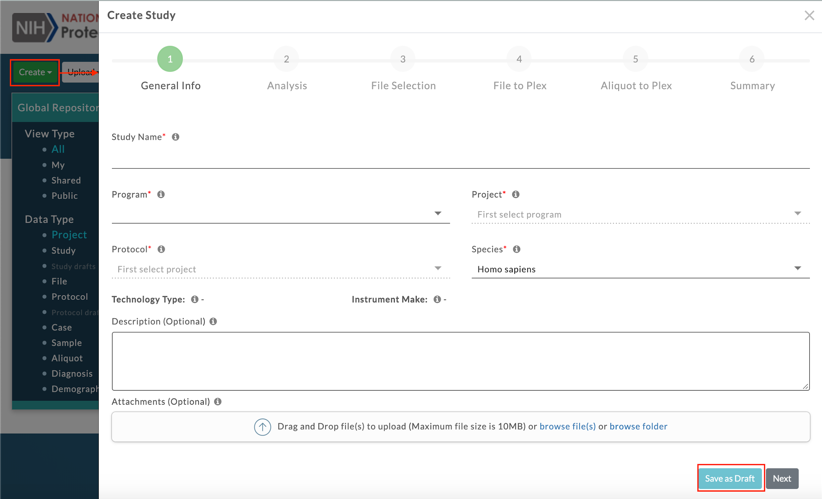 Create Study
NIH
NATION
Prote
Create
Upload
1
2
3
4
5
6
General Info
Analysis
File Selection
File to Plex
Aliquot to Plex
Summary
Global Repositor
View Type
All
My
Shared
Public
Data Type
Project
Study
Study drafts
File
Protocol
Protocol dra
Case
Sample
Aliquot
Diagnosis
Demograph
Study Name*
Program*
Project*
First select program
Protocol*
Species*
First select project
Homo sapiens
Technology Type: -
Instrument Make: -
Description (Optional)
Attachments (Optional)
Drag and Drop file(s) to upload (Maximum file size is 10MB) or browse file(s) or browse folder
Save as Draft
Next